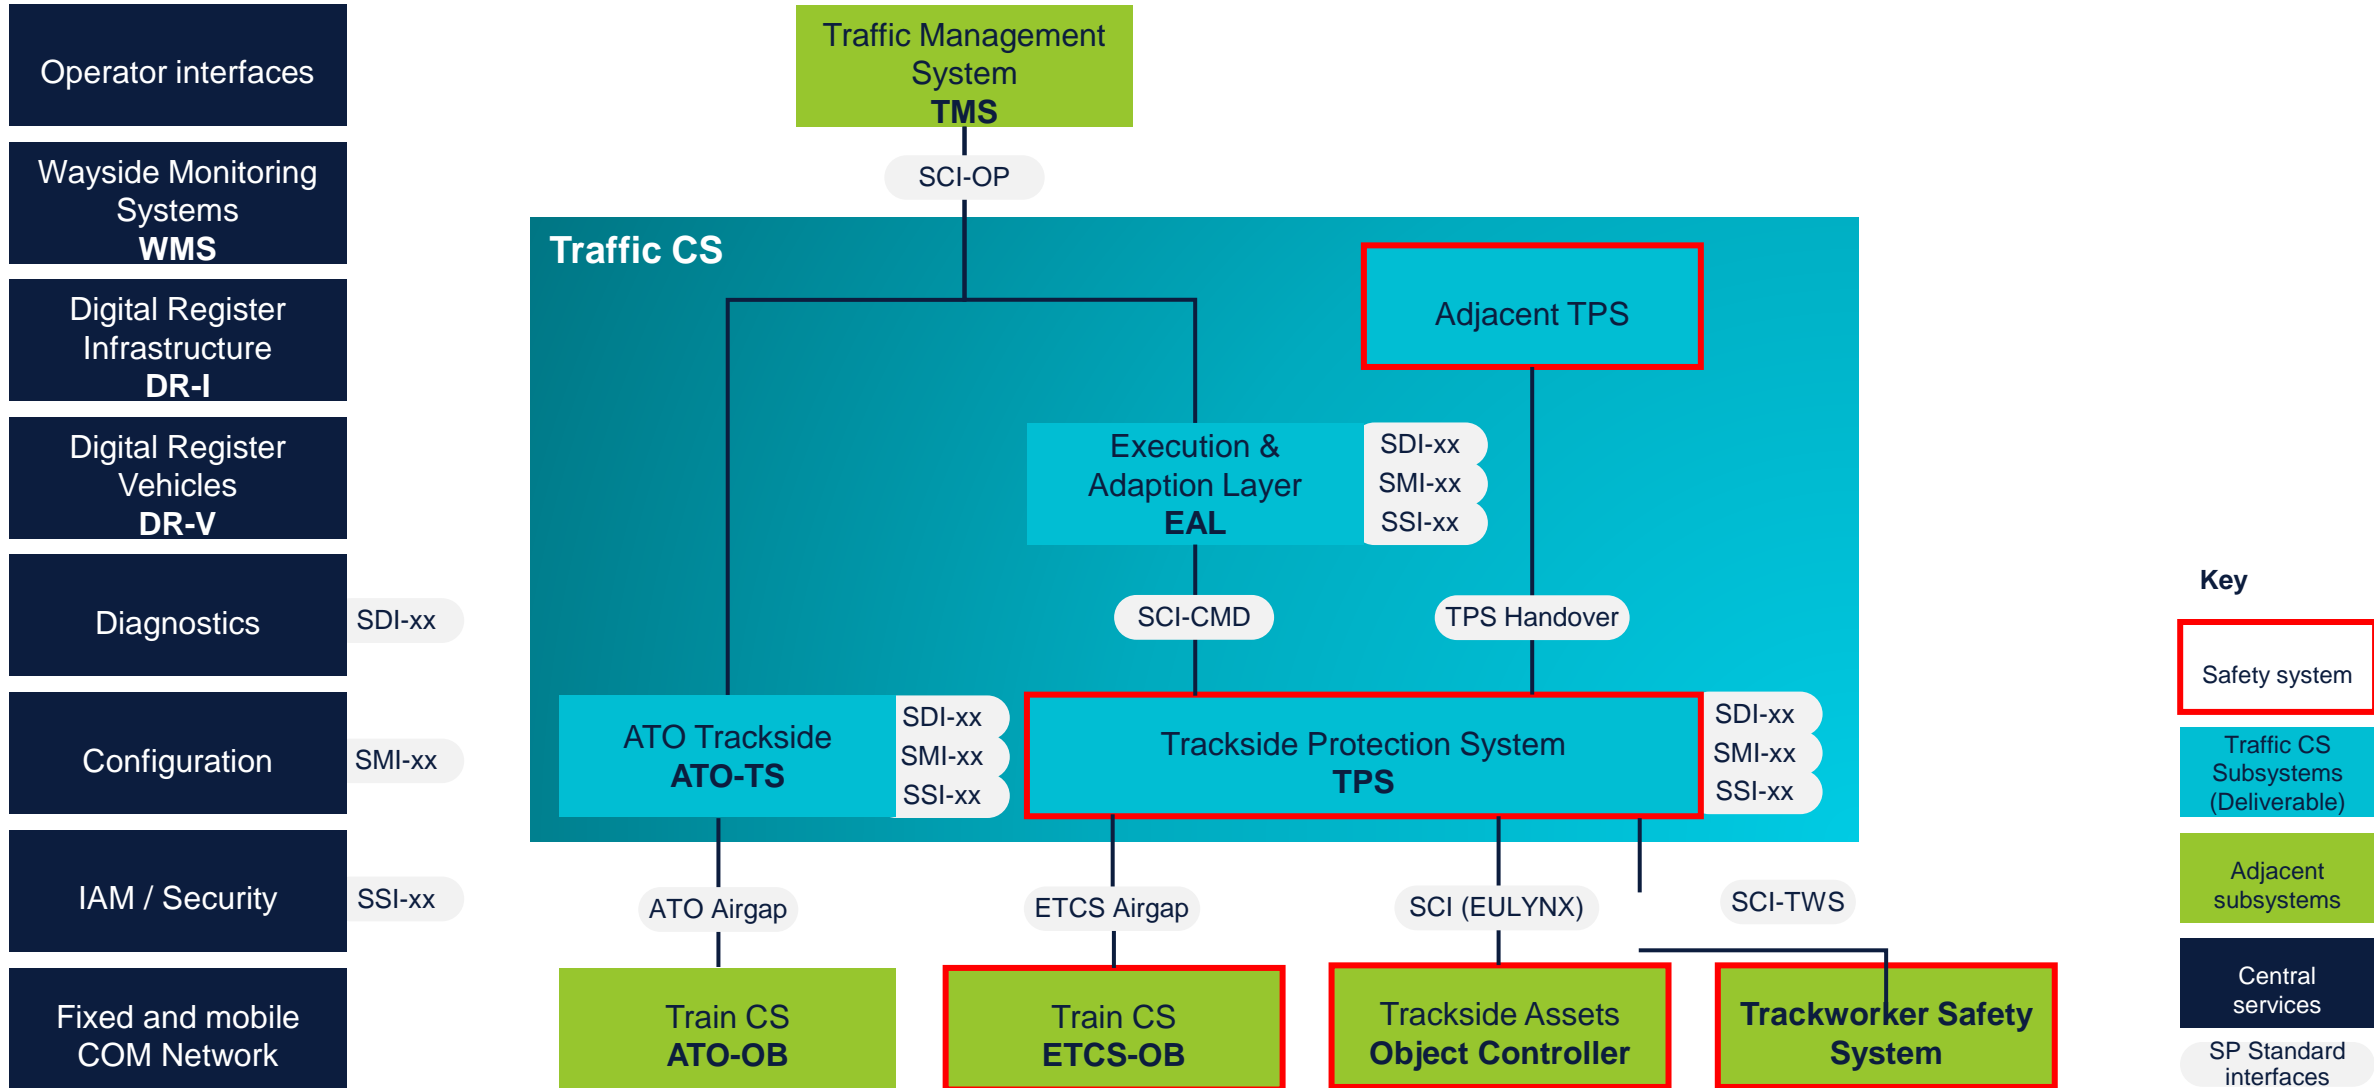 Operator interfaces
Wayside Monitoring
Systems
WMS
Digital Register
Infrastructure
DR-I
Digital Register
Vehicles
DR-V
Diagnostics
SDI-xx
Configuration
SMI-xx
IAM / Security
SSI-xx
Fixed and mobile
COM Network
Traffic Management
System
TMS
SCI-OP
Traffic CS
Adjacent TPS
Execution &
Adaption Layer
EAL
SDI-xx
SMI-xx
SSI-xx
SCI-CMD
TPS Handover
ATO Trackside
ATO-TS
SDI-xx
SMI-xx
SSI-xx
Trackside Protection System
TPS
SDI-xx
SMI-xx
SSI-xx
ATO Airgap
ETCS Airgap
SCI (EULYNX)
SCI-TWS
Train CS
ATO-OB
Train CS
ETCS-OB
Trackside Assets
Object Controller
Trackworker Safety
System
Key
Safety system
Traffic CS
Subsystems
(Deliverable)
Adjacent
subsystems
Central
services
SP Standard
interfaces